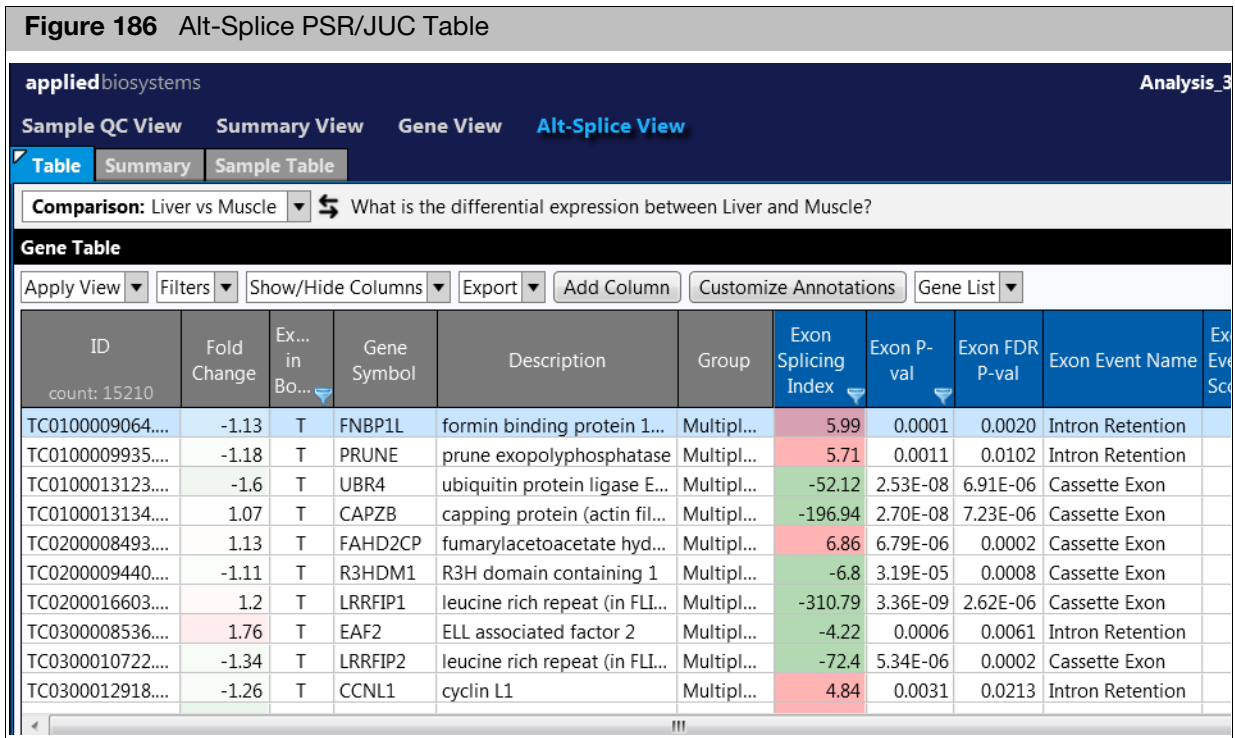 Figure 186 Alt-Splice PSR/JUC Table
appliedbiosystems Analysis_3
Sample QC View Summary View Gene View Alt-Splice View
Table Summary Sample Table
Comparison: Liver vs Muscle What is the differential expression between Liver and Muscle?
Gene Table
Apply View Filters Show/Hide Columns Export Add Column Customize Annotations Gene List
ID count: 15210 Fold Change Ex... in Bo... Gene Symbol Description Group Exon Splicing Index Exon P-val Exon FDR P-val Exon Event Name Ex Eve Sco
TC0100009064.... -1.13 T FNBP1L formin binding protein 1... Multipl... 5.99 0.0001 0.0020 Intron Retention
TC0100009935.... -1.18 T PRUNE prune exopolyphosphatase Multipl... 5.71 0.0011 0.0102 Intron Retention
TC0100013123.... -1.6 T UBR4 ubiquitin protein ligase E... Multipl... -52.12 2.53E-08 6.91E-06 Cassette Exon
TC0100013134.... 1.07 T CAPZB capping protein (actin fil... Multipl... -196.94 2.70E-08 7.23E-06 Cassette Exon
TC0200008493.... 1.13 T FAHD2CP fumarylacetoacetate hyd... Multipl... 6.86 6.79E-06 0.0002 Cassette Exon
TC0200009440.... -1.11 T R3HDM1 R3H domain containing 1 Multipl... -6.8 3.19E-05 0.0008 Cassette Exon
TC0200016603.... 1.2 T LRRFIP1 leucine rich repeat (in FLI... Multipl... -310.79 3.36E-09 2.62E-06 Cassette Exon
TC0300008536.... 1.76 T EAF2 ELL associated factor 2 Multipl... -4.22 0.0006 0.0061 Intron Retention
TC0300010722.... -1.34 T LRRFIP2 leucine rich repeat (in FLI... Multipl... -72.4 5.34E-06 0.0002 Cassette Exon
TC0300012918.... -1.26 T CCNL1 cyclin L1 Multipl... 4.84 0.0031 0.0213 Intron Retention